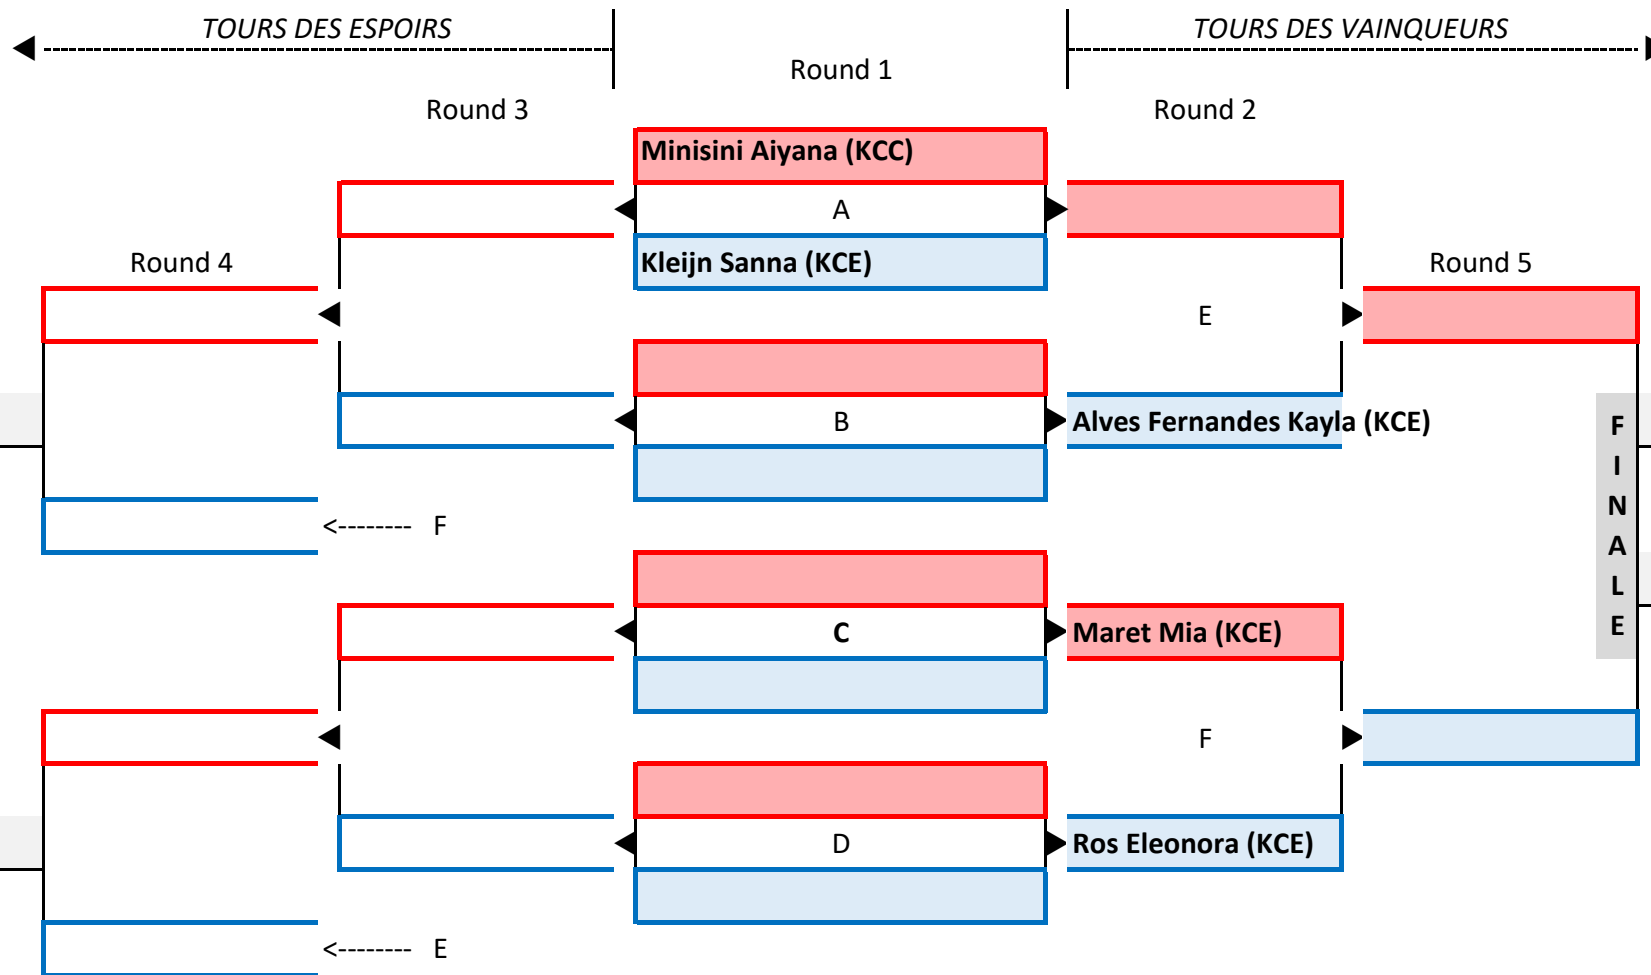 TOURS DES ESPOIRS
TOURS DES VAINQUEURS
Round 1
Round 3
Round 2
Minisini Aiyana (KCC)
A
Kleijn Sanna (KCE)
Round 4
Round 5
E
B
Alves Fernandes Kayla (KCE)
FINALE
<-------- F
C
Maret Mia (KCE)
F
D
Ros Eleonora (KCE)
<-------- E